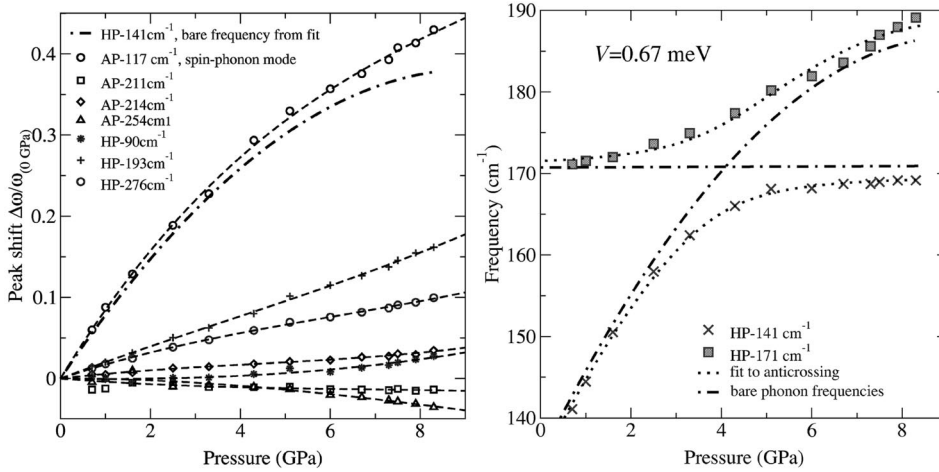 0.4
0.3
0.2
0.1
0
0 2 4 6 8
Pressure (GPa)
Peak shift Δω/ω(0 GPa)
HP-141cm-1, bare frequency from fit
AP-117 cm-1, spin-phonon mode
AP-211cm-1
AP-214cm-1
AP-254cm1
HP-90cm-1
HP-193cm-1
HP-276cm-1
190
180
170
160
150
140
0 2 4 6 8
Pressure (GPa)
Frequency (cm-1)
V=0.67 meV
HP-141 cm-1
HP-171 cm-1
fit to anticrossing
bare phonon frequencies